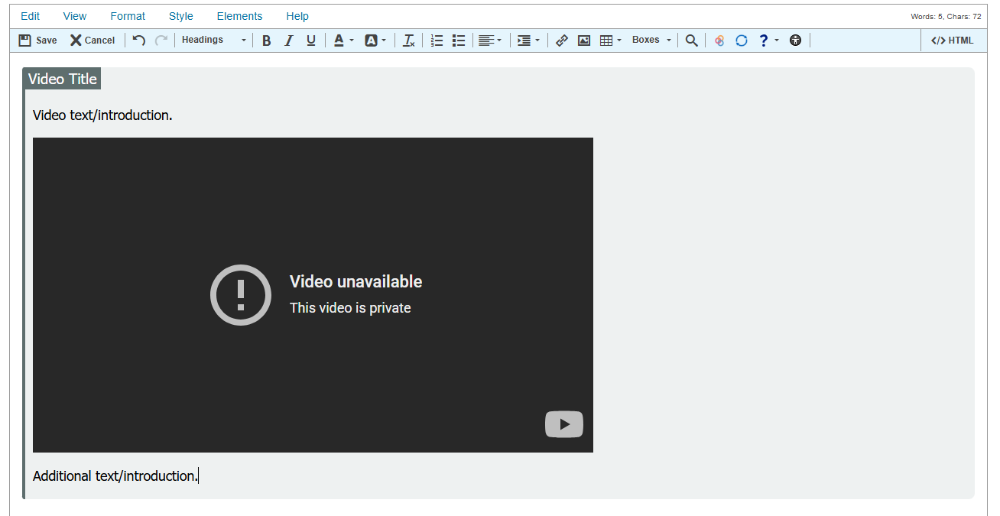 Edit View Format Style Elements Help Words: 5, Chars: 72
Save Cancel Headings B I U A A Tx Boxes ? </> HTML
Video Title
Video text/introduction.
Video unavailable
This video is private
Additional text/introduction.